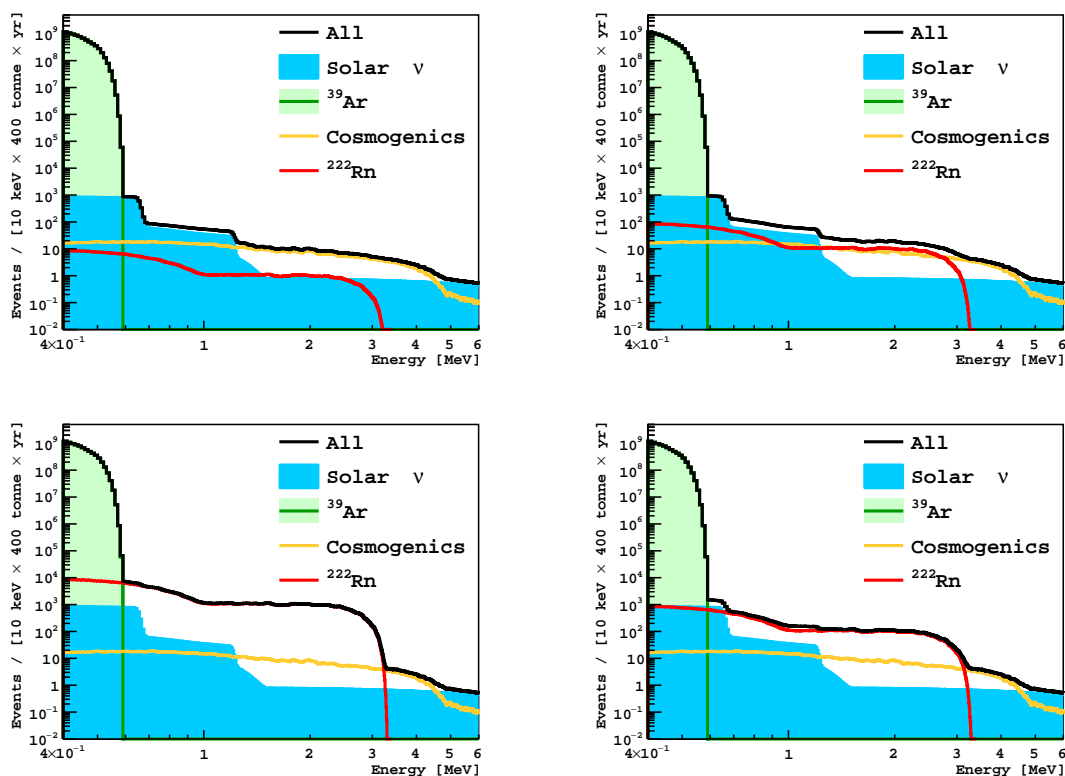 Events / [10 keV × 400 tonne × yr]
10⁹
10⁸
10⁷
10⁶
10⁵
10⁴
10³
10²
10
1
10⁻¹
10⁻²
All
Solar ν
³⁹Ar
Cosmogenics
²²²Rn
4×10⁻¹ 1 2 3 4 5 6
Energy [MeV]
Events / [10 keV × 400 tonne × yr]
10⁹
10⁸
10⁷
10⁶
10⁵
10⁴
10³
10²
10
1
10⁻¹
10⁻²
All
Solar ν
³⁹Ar
Cosmogenics
²²²Rn
4×10⁻¹ 1 2 3 4 5 6
Energy [MeV]
Events / [10 keV × 400 tonne × yr]
10⁹
10⁸
10⁷
10⁶
10⁵
10⁴
10³
10²
10
1
10⁻¹
10⁻²
All
Solar ν
³⁹Ar
Cosmogenics
²²²Rn
4×10⁻¹ 1 2 3 4 5 6
Energy [MeV]
Events / [10 keV × 400 tonne × yr]
10⁹
10⁸
10⁷
10⁶
10⁵
10⁴
10³
10²
10
1
10⁻¹
10⁻²
All
Solar ν
³⁹Ar
Cosmogenics
²²²Rn
4×10⁻¹ 1 2 3 4 5 6
Energy [MeV]